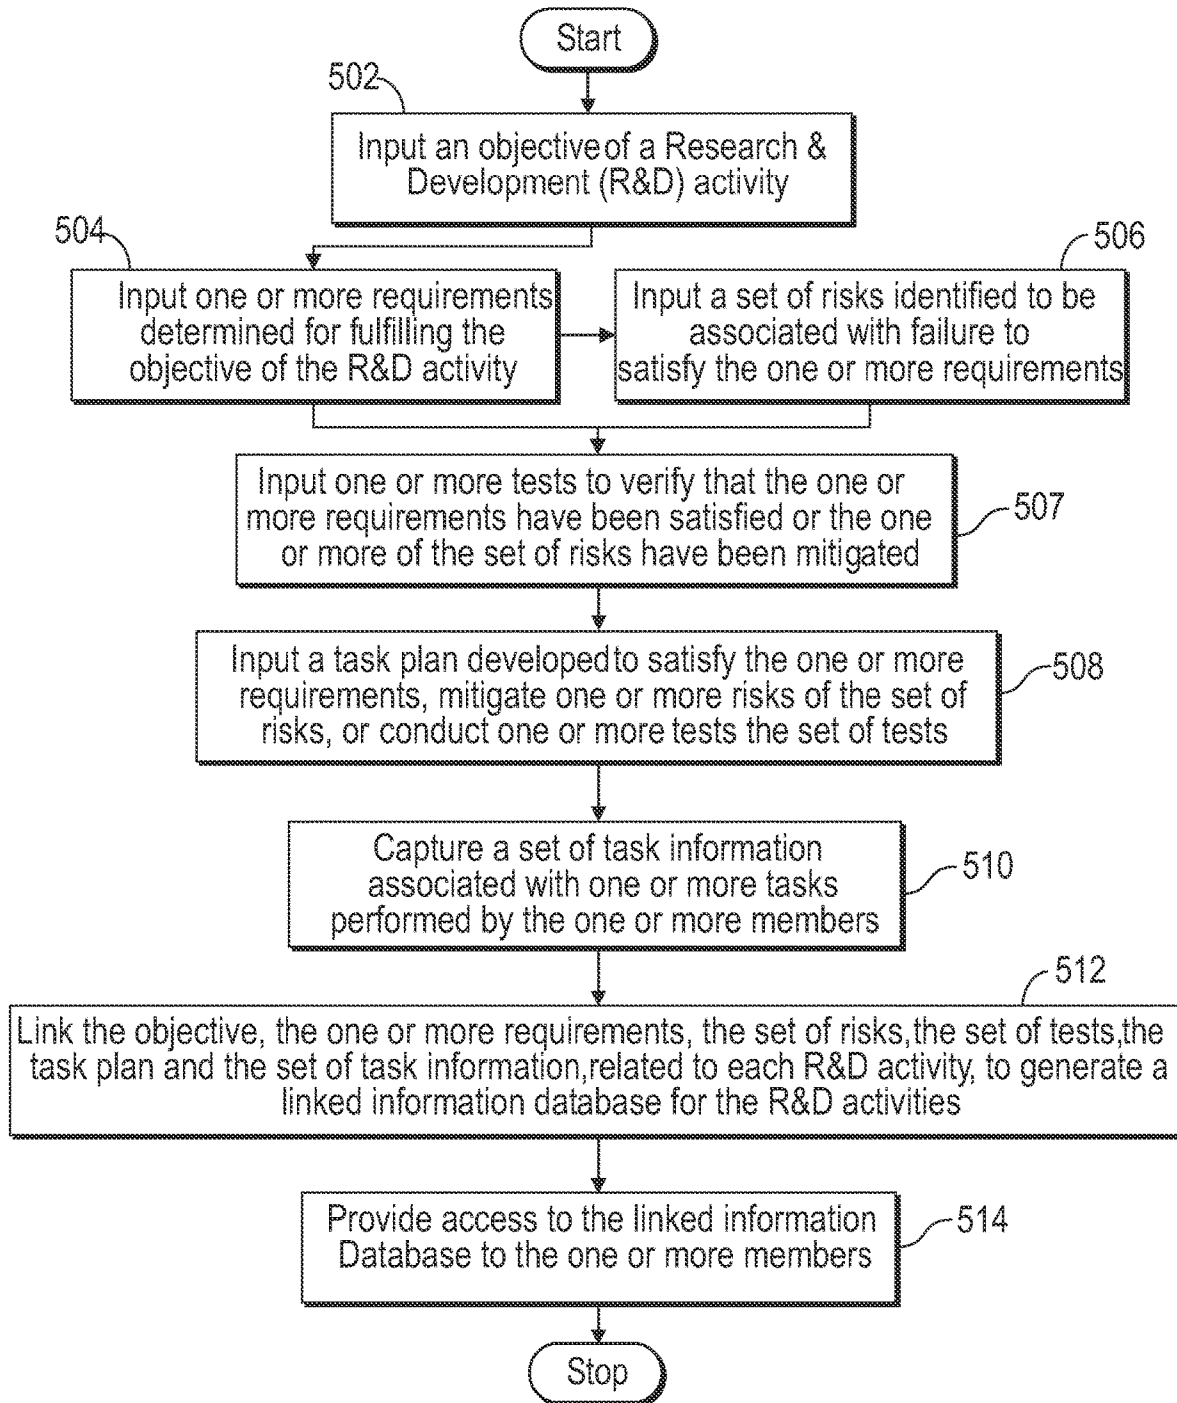 Start
502
Input an objective of a Research &
Development (R&D) activity
504
Input one or more requirements
determined for fulfilling the
objective of the R&D activity
506
Input a set of risks identified to be
associated with failure to
satisfy the one or more requirements
Input one or more tests to verify that the one or
more requirements have been satisfied or the one
or more of the set of risks have been mitigated
507
Input a task plan developed to satisfy the one or more
requirements, mitigate one or more risks of the set of
risks, or conduct one or more tests the set of tests
508
Capture a set of task information
associated with one or more tasks
performed by the one or more members
510
512
Link the objective, the one or more requirements, the set of risks,the set of tests,the
task plan and the set of task information,related to each R&D activity, to generate a
linked information database for the R&D activities
Provide access to the linked information
Database to the one or more members
514
Stop